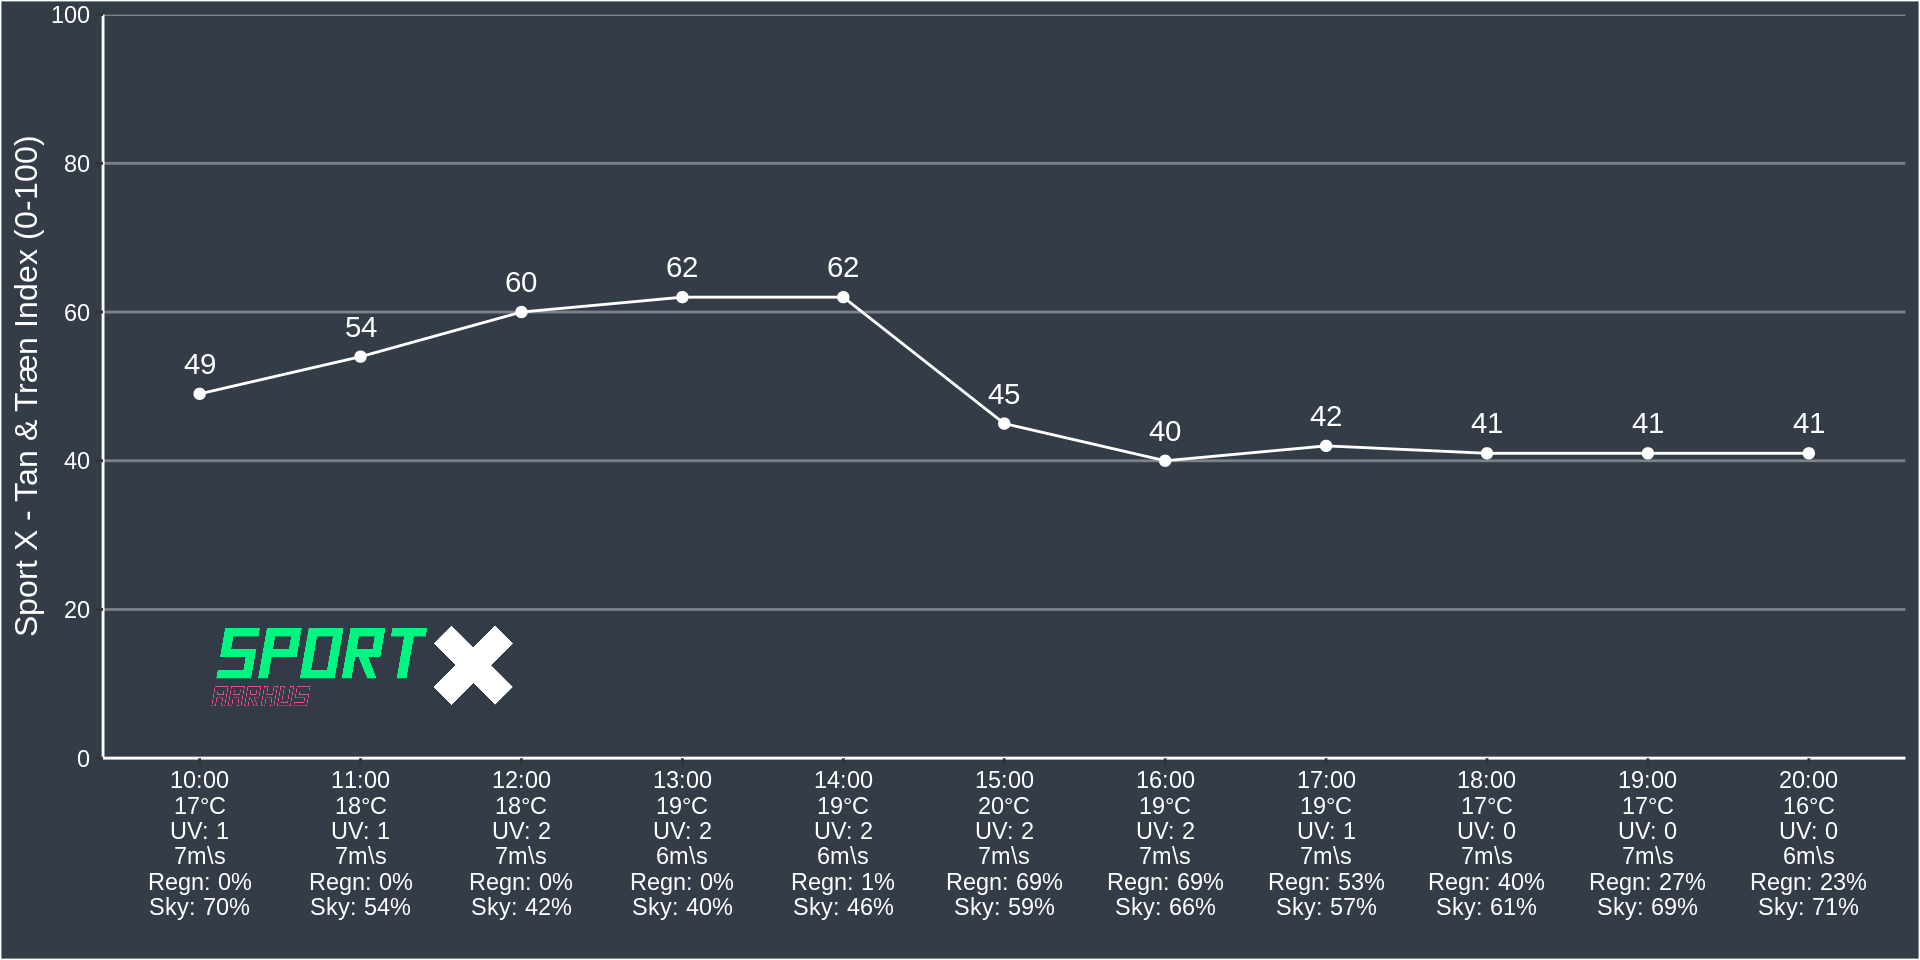 Sport X - Tan & Træn Index (0-100)
100
80
60
40
20
0
49
54
60
62
62
45
40
42
41
41
41
SPORT X
AARHUS
10:00 11:00 12:00 13:00 14:00 15:00 16:00 17:00 18:00 19:00 20:00
17°C 18°C 18°C 19°C 19°C 20°C 19°C 19°C 17°C 17°C 16°C
UV: 1 UV: 1 UV: 2 UV: 2 UV: 2 UV: 2 UV: 2 UV: 1 UV: 0 UV: 0 UV: 0
7m\s 7m\s 7m\s 6m\s 6m\s 7m\s 7m\s 7m\s 7m\s 7m\s 6m\s
Regn: 0% Regn: 0% Regn: 0% Regn: 0% Regn: 1% Regn: 69% Regn: 69% Regn: 53% Regn: 40% Regn: 27% Regn: 23%
Sky: 70% Sky: 54% Sky: 42% Sky: 40% Sky: 46% Sky: 59% Sky: 66% Sky: 57% Sky: 61% Sky: 69% Sky: 71%